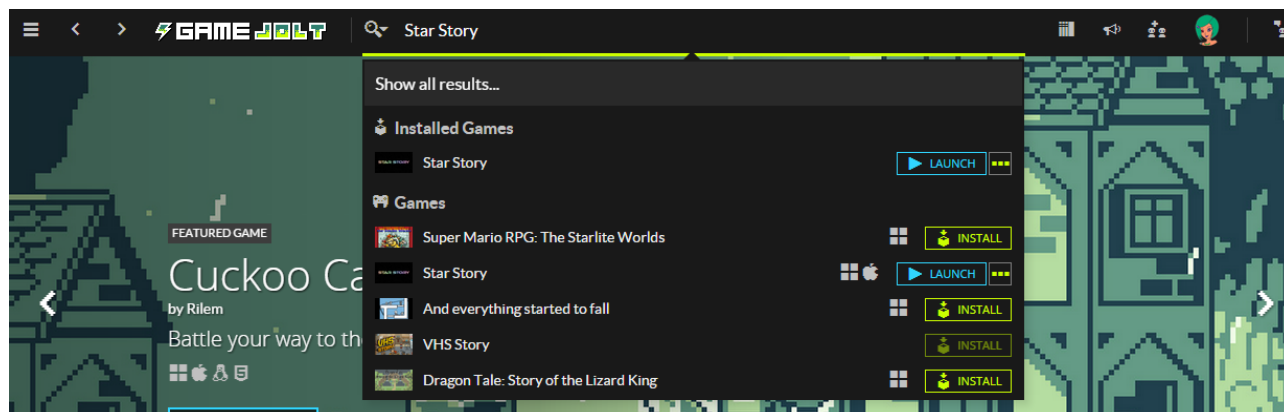 GAME JOLT
Star Story
Show all results...
Installed Games
Star Story
LAUNCH
Games
Super Mario RPG: The Starlite Worlds
INSTALL
Star Story
LAUNCH
And everything started to fall
INSTALL
VHS Story
INSTALL
Dragon Tale: Story of the Lizard King
INSTALL
FEATURED GAME
Cuckoo Ca
by Rilem
Battle your way to th